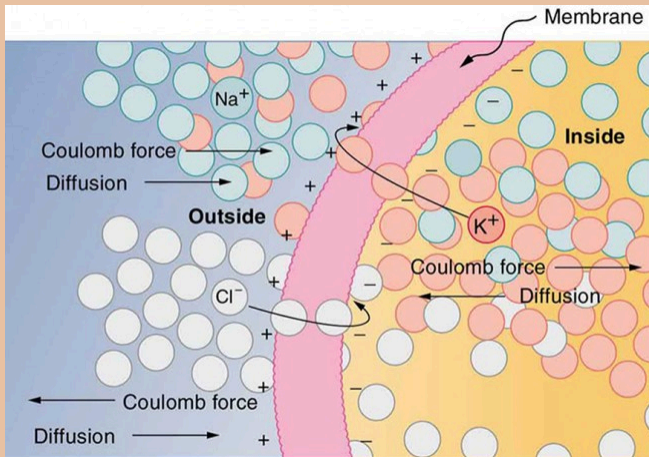 Membrane
Na+
Inside
Coulomb force
Diffusion
Outside
K+
Coulomb force
Diffusion
Cl−
Coulomb force
Diffusion
+
+
+
+
+
+
+
+
+
+
+
−
−
−
−
−
−
−
−
−
−